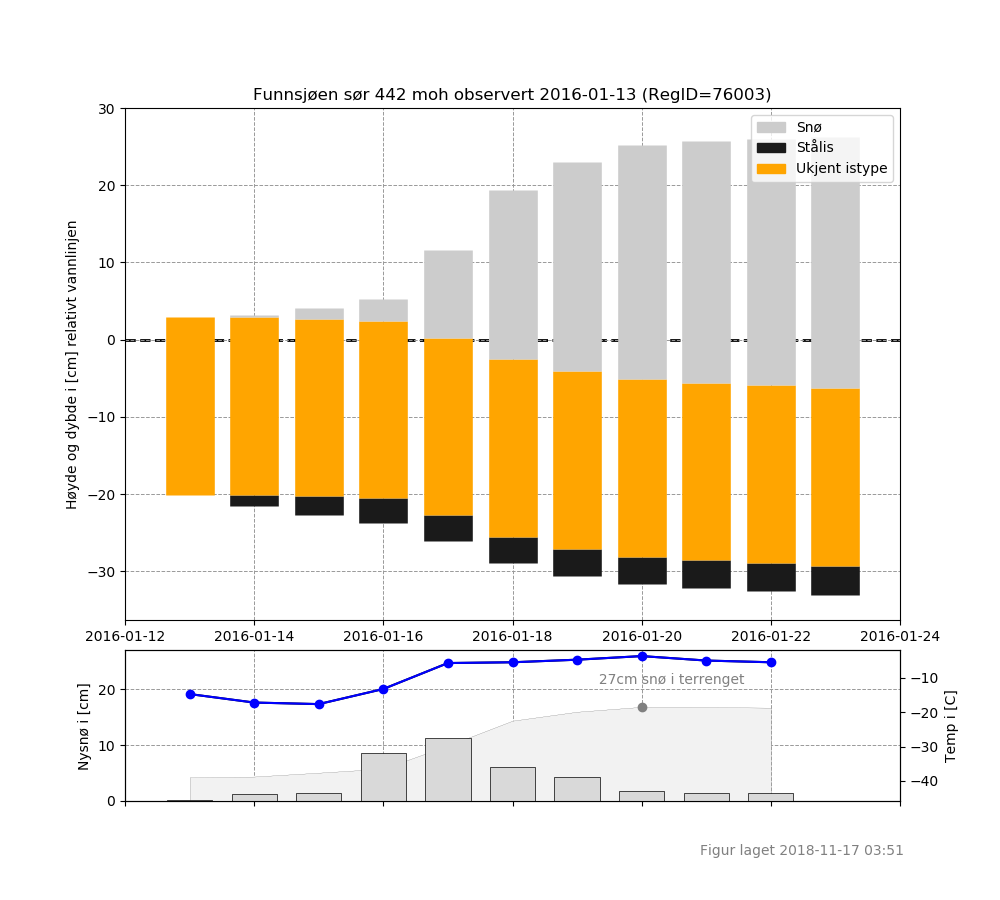 Funnsjøen sør 442 moh observert 2016-01-13 (RegID=76003)
Høyde og dybde i [cm] relativt vannlinjen
30
20
10
0
−10
−20
−30
Snø
Stålis
Ukjent istype
2016-01-12 2016-01-14 2016-01-16 2016-01-18 2016-01-20 2016-01-22 2016-01-24
Nysnø i [cm]
20
10
0
27cm snø i terrenget
−10
−20
−30
−40
Temp i [C]
Figur laget 2018-11-17 03:51